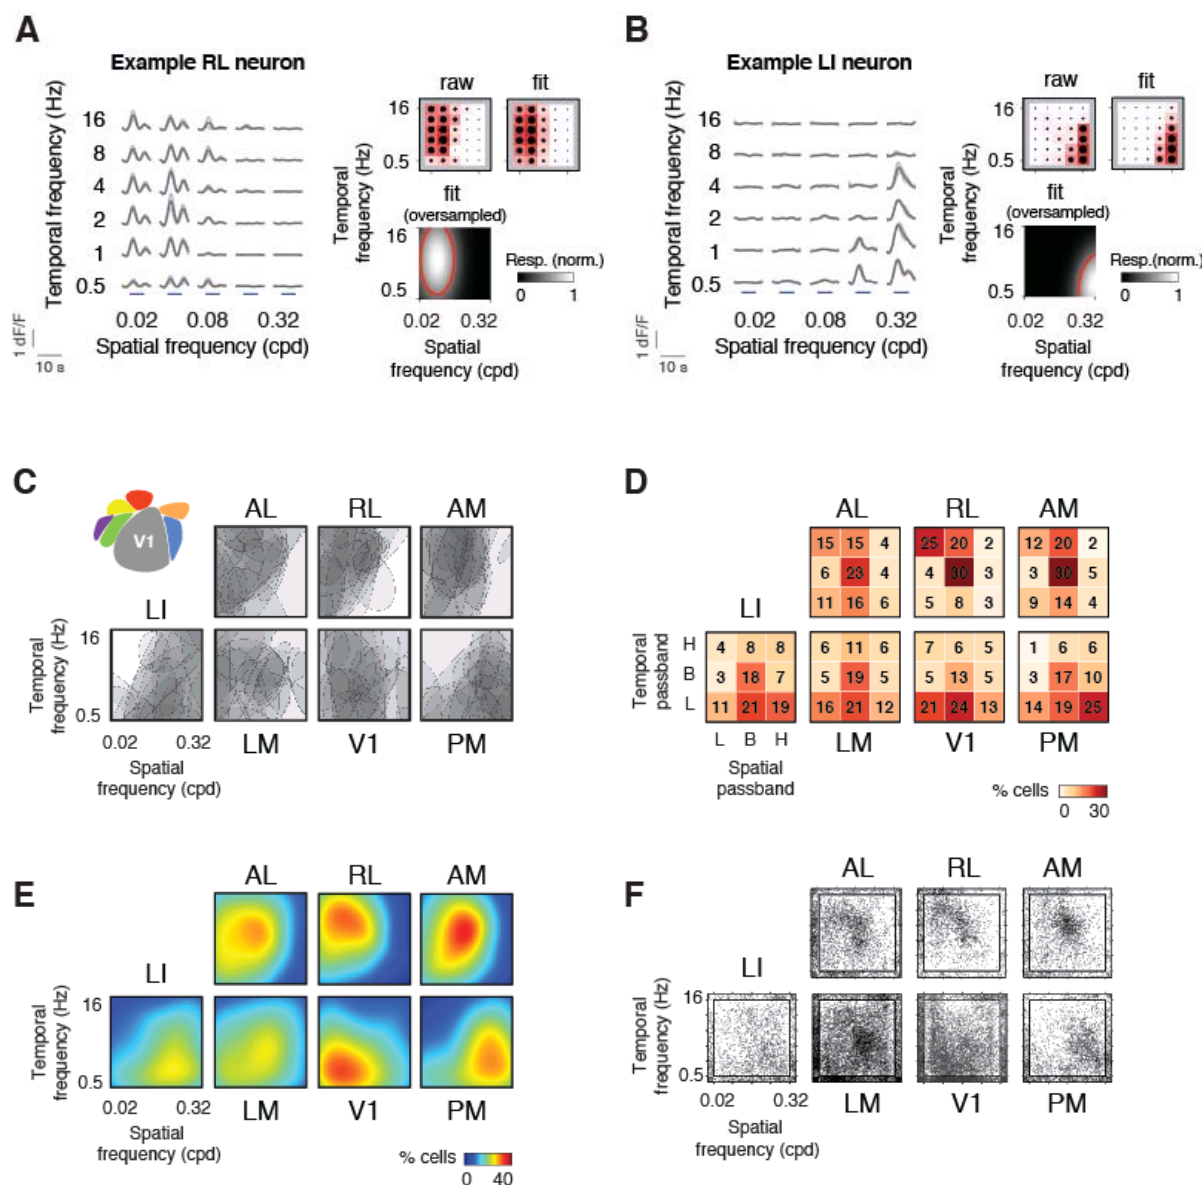 A
Example RL neuron
Temporal frequency (Hz)
16
8
4
2
1
0.5
0.02 0.08 0.32
Spatial frequency (cpd)
1 dF/F
10 s
raw fit
Temporal
frequency (Hz)
16
0.5
fit
(oversampled)
16
0.5
Resp. (norm.)
0 1
0.02 0.32
Spatial
frequency (cpd)
B
Example LI neuron
Temporal frequency (Hz)
16
8
4
2
1
0.5
0.02 0.08 0.32
Spatial frequency (cpd)
1 dF/F
10 s
raw fit
Temporal
frequency (Hz)
16
0.5
fit
(oversampled)
16
0.5
Resp. (norm.)
0 1
0.02 0.32
Spatial
frequency (cpd)
C
V1
AL RL AM
LI
Temporal
frequency (Hz)
16
0.5
0.02 0.32
Spatial
frequency (cpd)
LM V1 PM
D
AL RL AM
15 15 4 25 20 2 12 20 2
6 23 4 4 30 3 3 30 5
11 16 6 5 8 3 9 14 4
LI
Temporal
passband
H 4 8 8 6 11 6 7 6 5 1 6 6
B 3 18 7 5 19 5 5 13 5 3 17 10
L 11 21 19 16 21 12 21 24 13 14 19 25
L B H
Spatial
passband
LM V1 PM
% cells
0 30
E
AL RL AM
LI
Temporal
frequency (Hz)
16
0.5
0.02 0.32
Spatial
frequency (cpd)
LM V1 PM
% cells
0 40
F
AL RL AM
LI
Temporal
frequency (Hz)
16
0.5
0.02 0.32
Spatial
frequency (cpd)
LM V1 PM